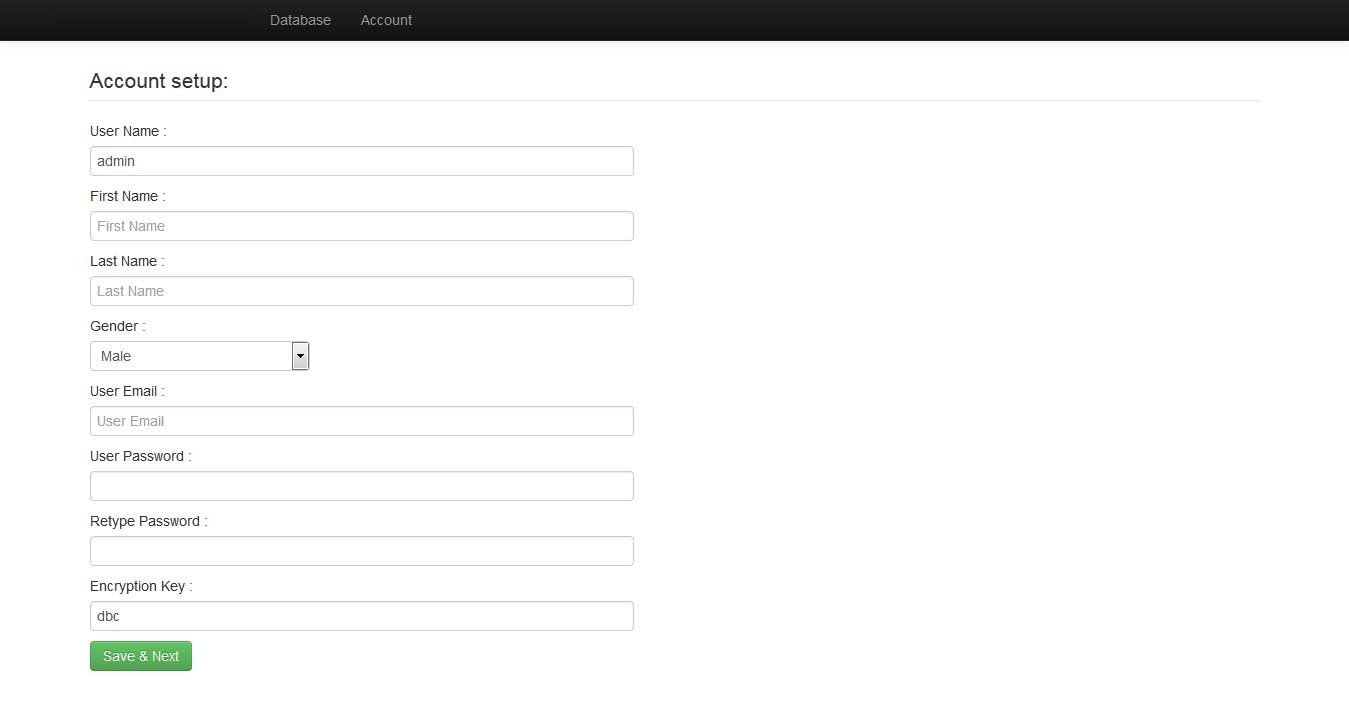 Database Account
Account setup:
User Name :
admin
First Name :
First Name
Last Name :
Last Name
Gender :
Male
User Email :
User Email
User Password :
Retype Password :
Encryption Key :
dbc
Save & Next